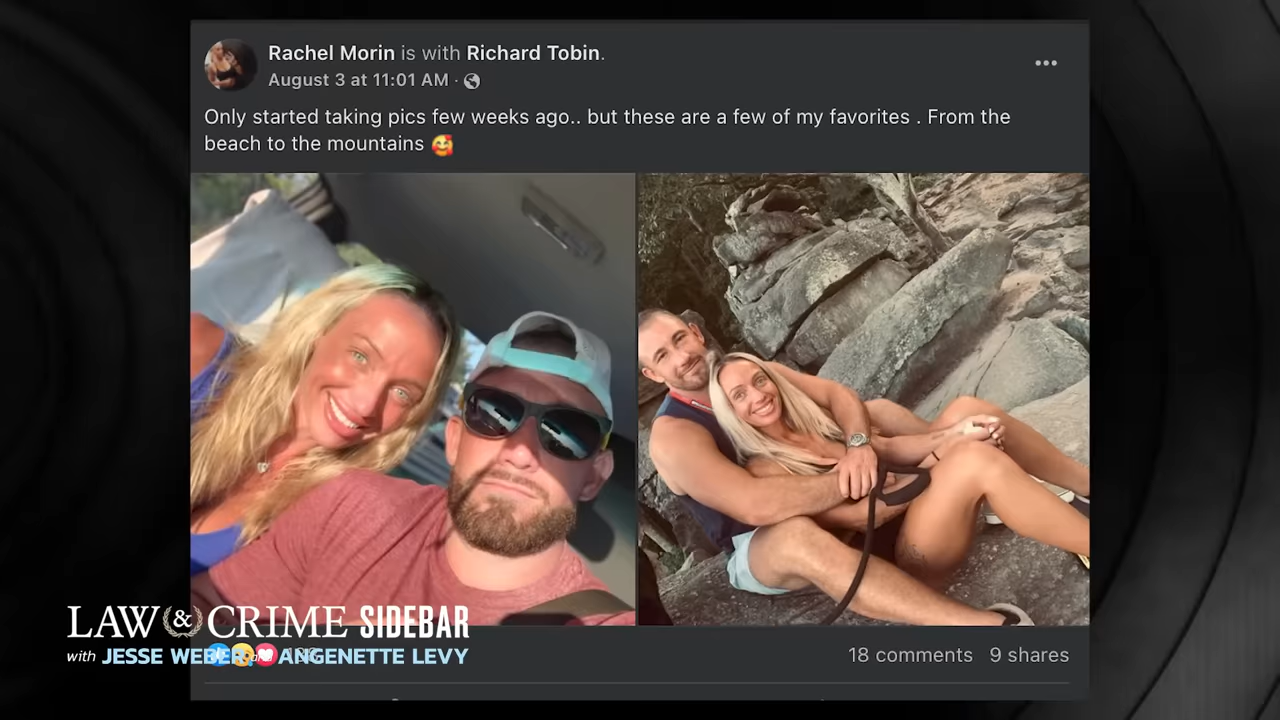 Rachel Morin is with Richard Tobin.
August 3 at 11:01 AM ·
Only started taking pics few weeks ago.. but these are a few of my favorites . From the
beach to the mountains 🥰
LAW & CRIME SIDEBAR
with JESSE WEBER and ANGENETTE LEVY
18 comments 9 shares